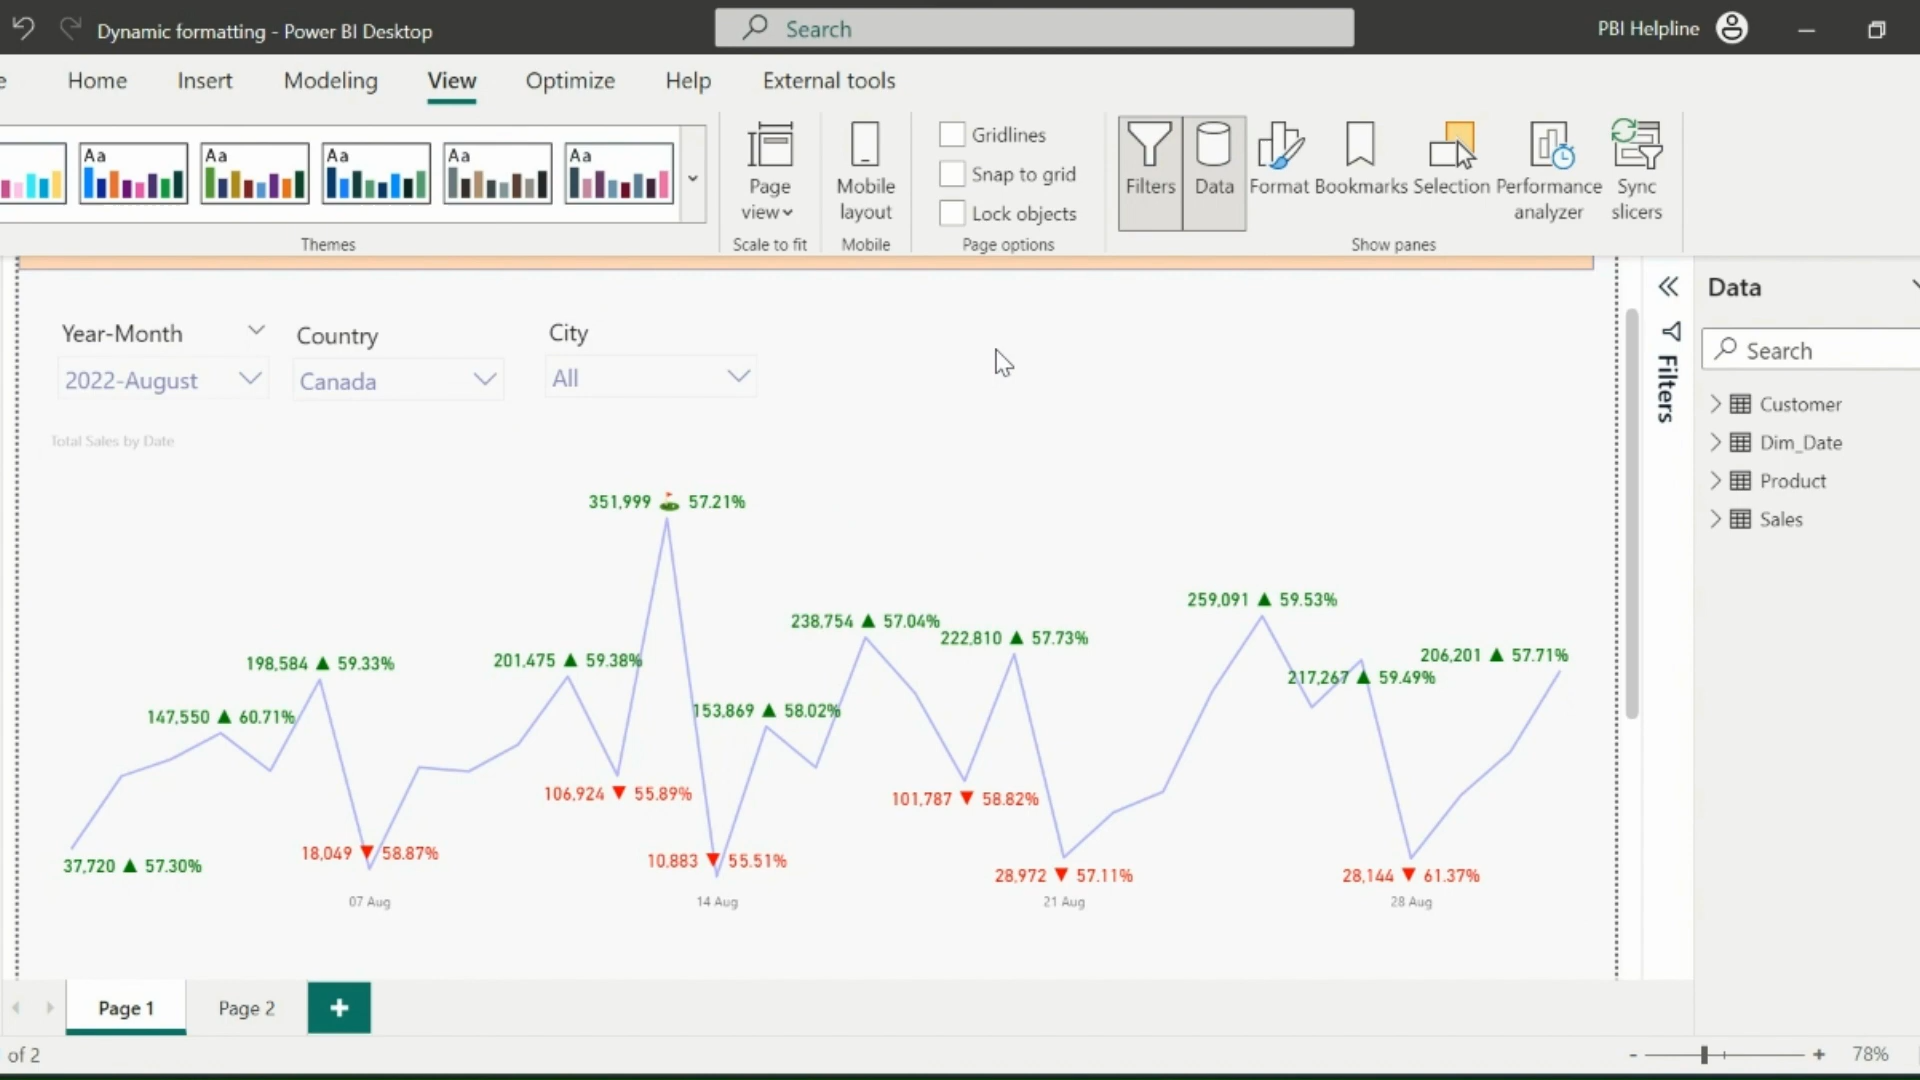 Dynamic formatting - Power BI Desktop
Search
PBI Helpline
Home
Insert
Modeling
View
Optimize
Help
External tools
Aa
Aa
Aa
Aa
Aa
Themes
Page
view
Scale to fit
Mobile
layout
Mobile
Gridlines
Snap to grid
Lock objects
Page options
Filters
Data
Format
Bookmarks
Selection
Performance
analyzer
Sync
slicers
Show panes
Year-Month
2022-August
Country
Canada
City
All
Total Sales by Date
351,999 ⛳ 57.21%
259,091 ▲ 59.53%
238,754 ▲ 57.04%
222,810 ▲ 57.73%
206,201 ▲ 57.71%
198,584 ▲ 59.33%
201,475 ▲ 59.38%
217,267 ▲ 59.49%
147,550 ▲ 60.71%
153,869 ▲ 58.02%
106,924 ▼ 55.89%
101,787 ▼ 58.82%
37,720 ▲ 57.30%
18,049 ▼ 58.87%
10,883 ▼ 55.51%
28,972 ▼ 57.11%
28,144 ▼ 61.37%
07 Aug
14 Aug
21 Aug
28 Aug
Filters
Data
Search
Customer
Dim_Date
Product
Sales
Page 1
Page 2
+
of 2
- + 78%